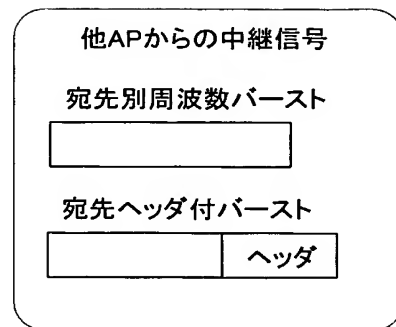 他APからの中継信号
宛先別周波数バースト
宛先ヘッダ付バースト
ヘッダ